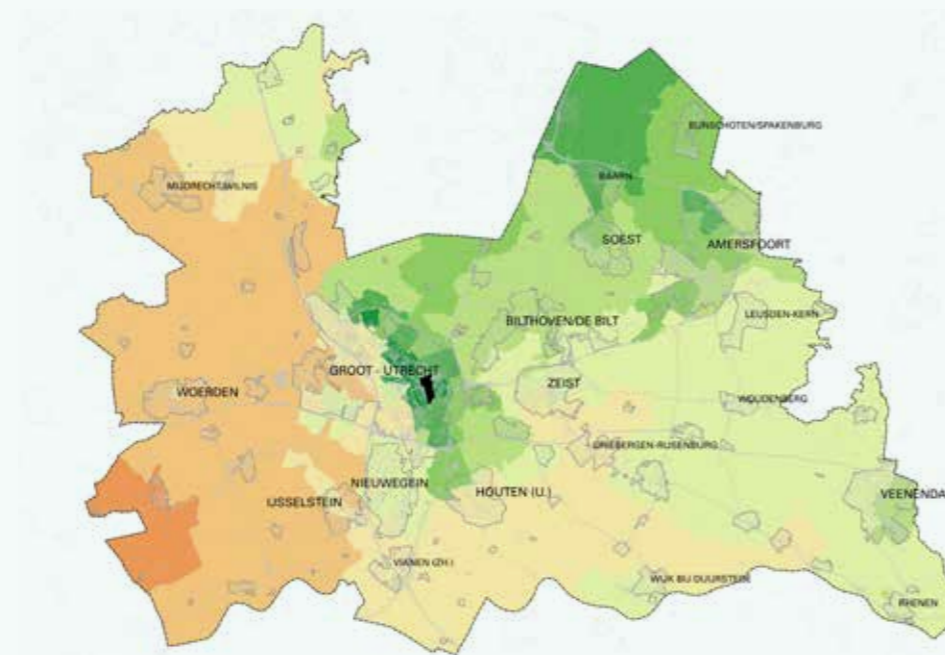 BUNSCHOTEN/SPAKENBURG
BAARN
MIJDRECHT/WILNIS
SOEST
AMERSFOORT
LEUSDEN-KERN
BILTHOVEN/DE BILT
GROOT - UTRECHT
ZEIST
WOERDEN
WOUDENBERG
DRIEBERGEN-RIJSENBURG
NIEUWEGEIN
HOUTEN (U.)
IJSSELSTEIN
VEENENDA
VIANEN (ZH.)
WIJK BIJ DUURSTEDE
RHENEN